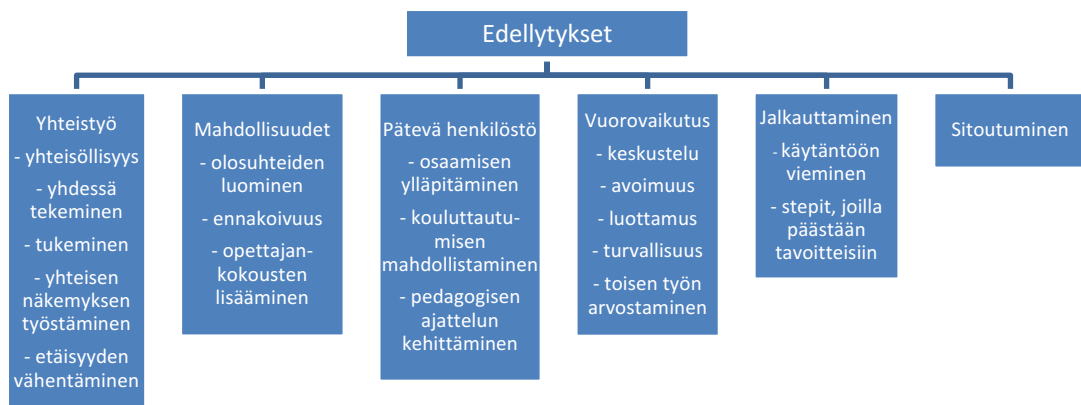 Edellytykset
Yhteistyö
- yhteisöllisyys
- yhdessä
tekeminen
- tukeminen
- yhteisen
näkemyksen
työstäminen
- etäisyyden
vähentäminen
Mahdollisuudet
- olosuhteiden
luominen
- ennakoivuus
- opettajan-
kokousten
lisääminen
Pätevä henkilöstö
- osaamisen
ylläpitäminen
- kouluttautu-
misen
mahdollistaminen
- pedagogisen
ajattelun
kehittäminen
Vuorovaikutus
- keskustelu
- avoimuus
- luottamus
- turvallisuus
- toisen työn
arvostaminen
Jalkauttaminen
- käytäntöön
vieminen
- stepit, joilla
päästään
tavoitteisiin
Sitoutuminen